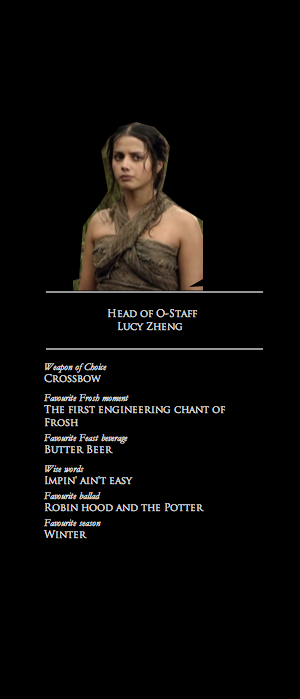 Head of O-Staff
Lucy Zheng
Weapon of Choice
Crossbow
Favourite Frosh moment
The first engineering chant of
Frosh
Favourite Feast beverage
Butter Beer
Wise words
Impin' ain't easy
Favourite ballad
Robin hood and the Potter
Favourite season
Winter